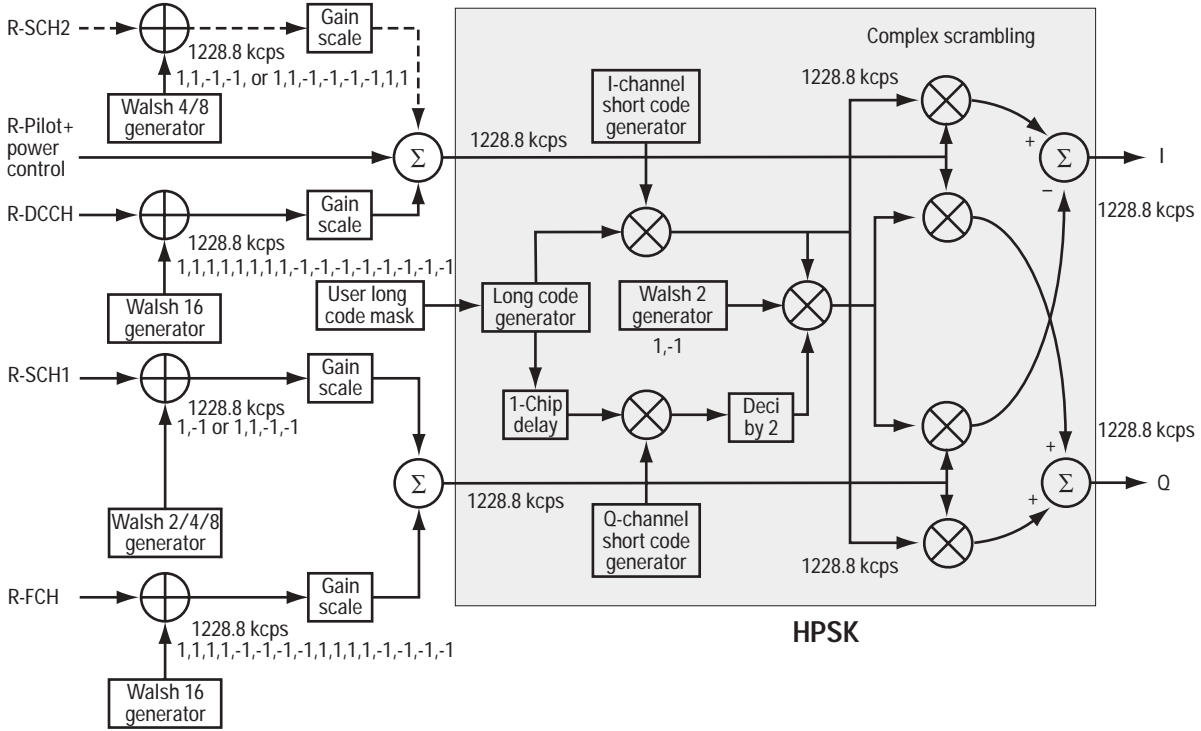 R-SCH2
Gain
scale
1228.8 kcps
1,1,-1,-1, or 1,1,-1,-1,-1,-1,1,1
Walsh 4/8
generator
R-Pilot+
power
control
Σ
1228.8 kcps
R-DCCH
Gain
scale
1228.8 kcps
1,1,1,1,1,1,1,1,-1,-1,-1,-1,-1,-1,-1,-1
Walsh 16
generator
User long
code mask
R-SCH1
Gain
scale
1228.8 kcps
1,-1 or 1,1,-1,-1
Walsh 2/4/8
generator
Σ
1228.8 kcps
R-FCH
Gain
scale
1228.8 kcps
1,1,1,1,-1,-1,-1,-1,1,1,1,1,-1,-1,-1,-1
Walsh 16
generator
Complex scrambling
I-channel
short code
generator
1228.8 kcps
Long code
generator
Walsh 2
generator
1,-1
1-Chip
delay
Deci
by 2
Q-channel
short code
generator
1228.8 kcps
+
Σ
−
I
1228.8 kcps
1228.8 kcps
+
Σ
+
Q
HPSK